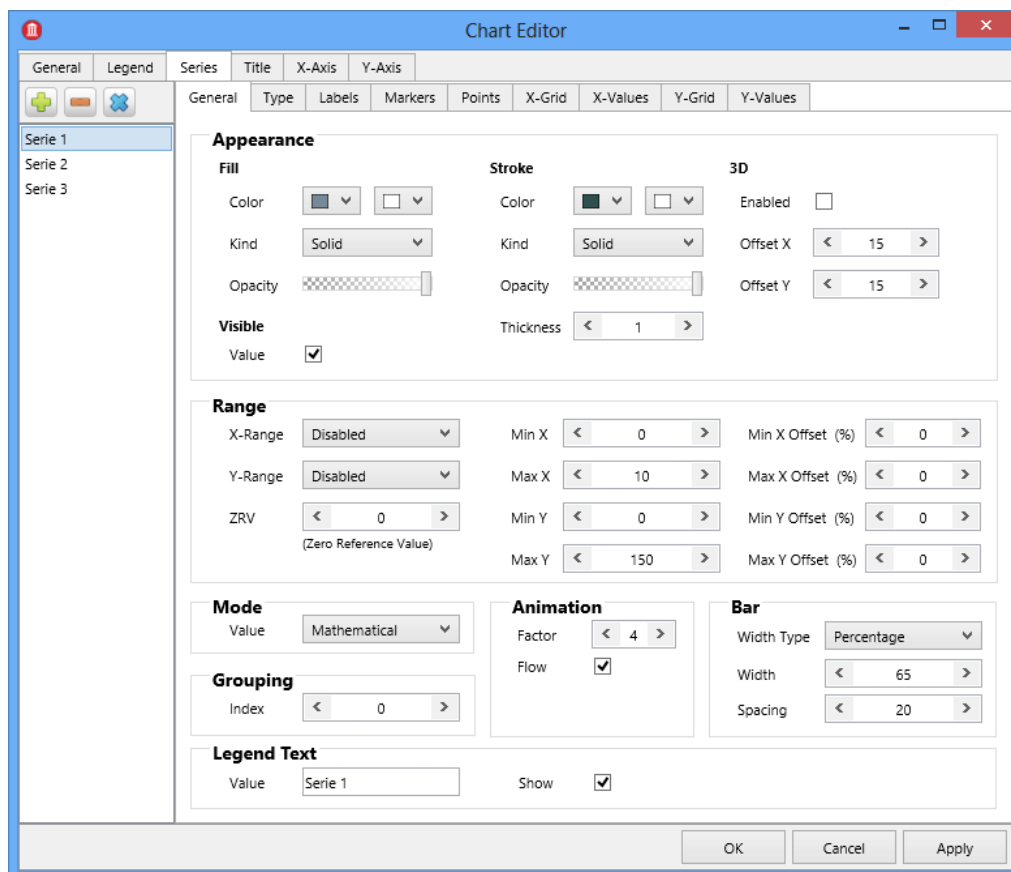 Chart Editor
General Legend Series Title X-Axis Y-Axis
General Type Labels Markers Points X-Grid X-Values Y-Grid Y-Values
Serie 1
Serie 2
Serie 3
Appearance
Fill Stroke 3D
Color Color Enabled
Kind Solid Kind Solid Offset X 15
Opacity Opacity Offset Y 15
Visible Thickness 1
Value
Range
X-Range Disabled Min X 0 Min X Offset (%) 0
Y-Range Disabled Max X 10 Max X Offset (%) 0
ZRV 0 Min Y 0 Min Y Offset (%) 0
(Zero Reference Value)
Max Y 150 Max Y Offset (%) 0
Mode Animation Bar
Value Mathematical Factor 4 Width Type Percentage
Flow Width 65
Grouping
Index 0 Spacing 20
Legend Text
Value Serie 1 Show
OK Cancel Apply